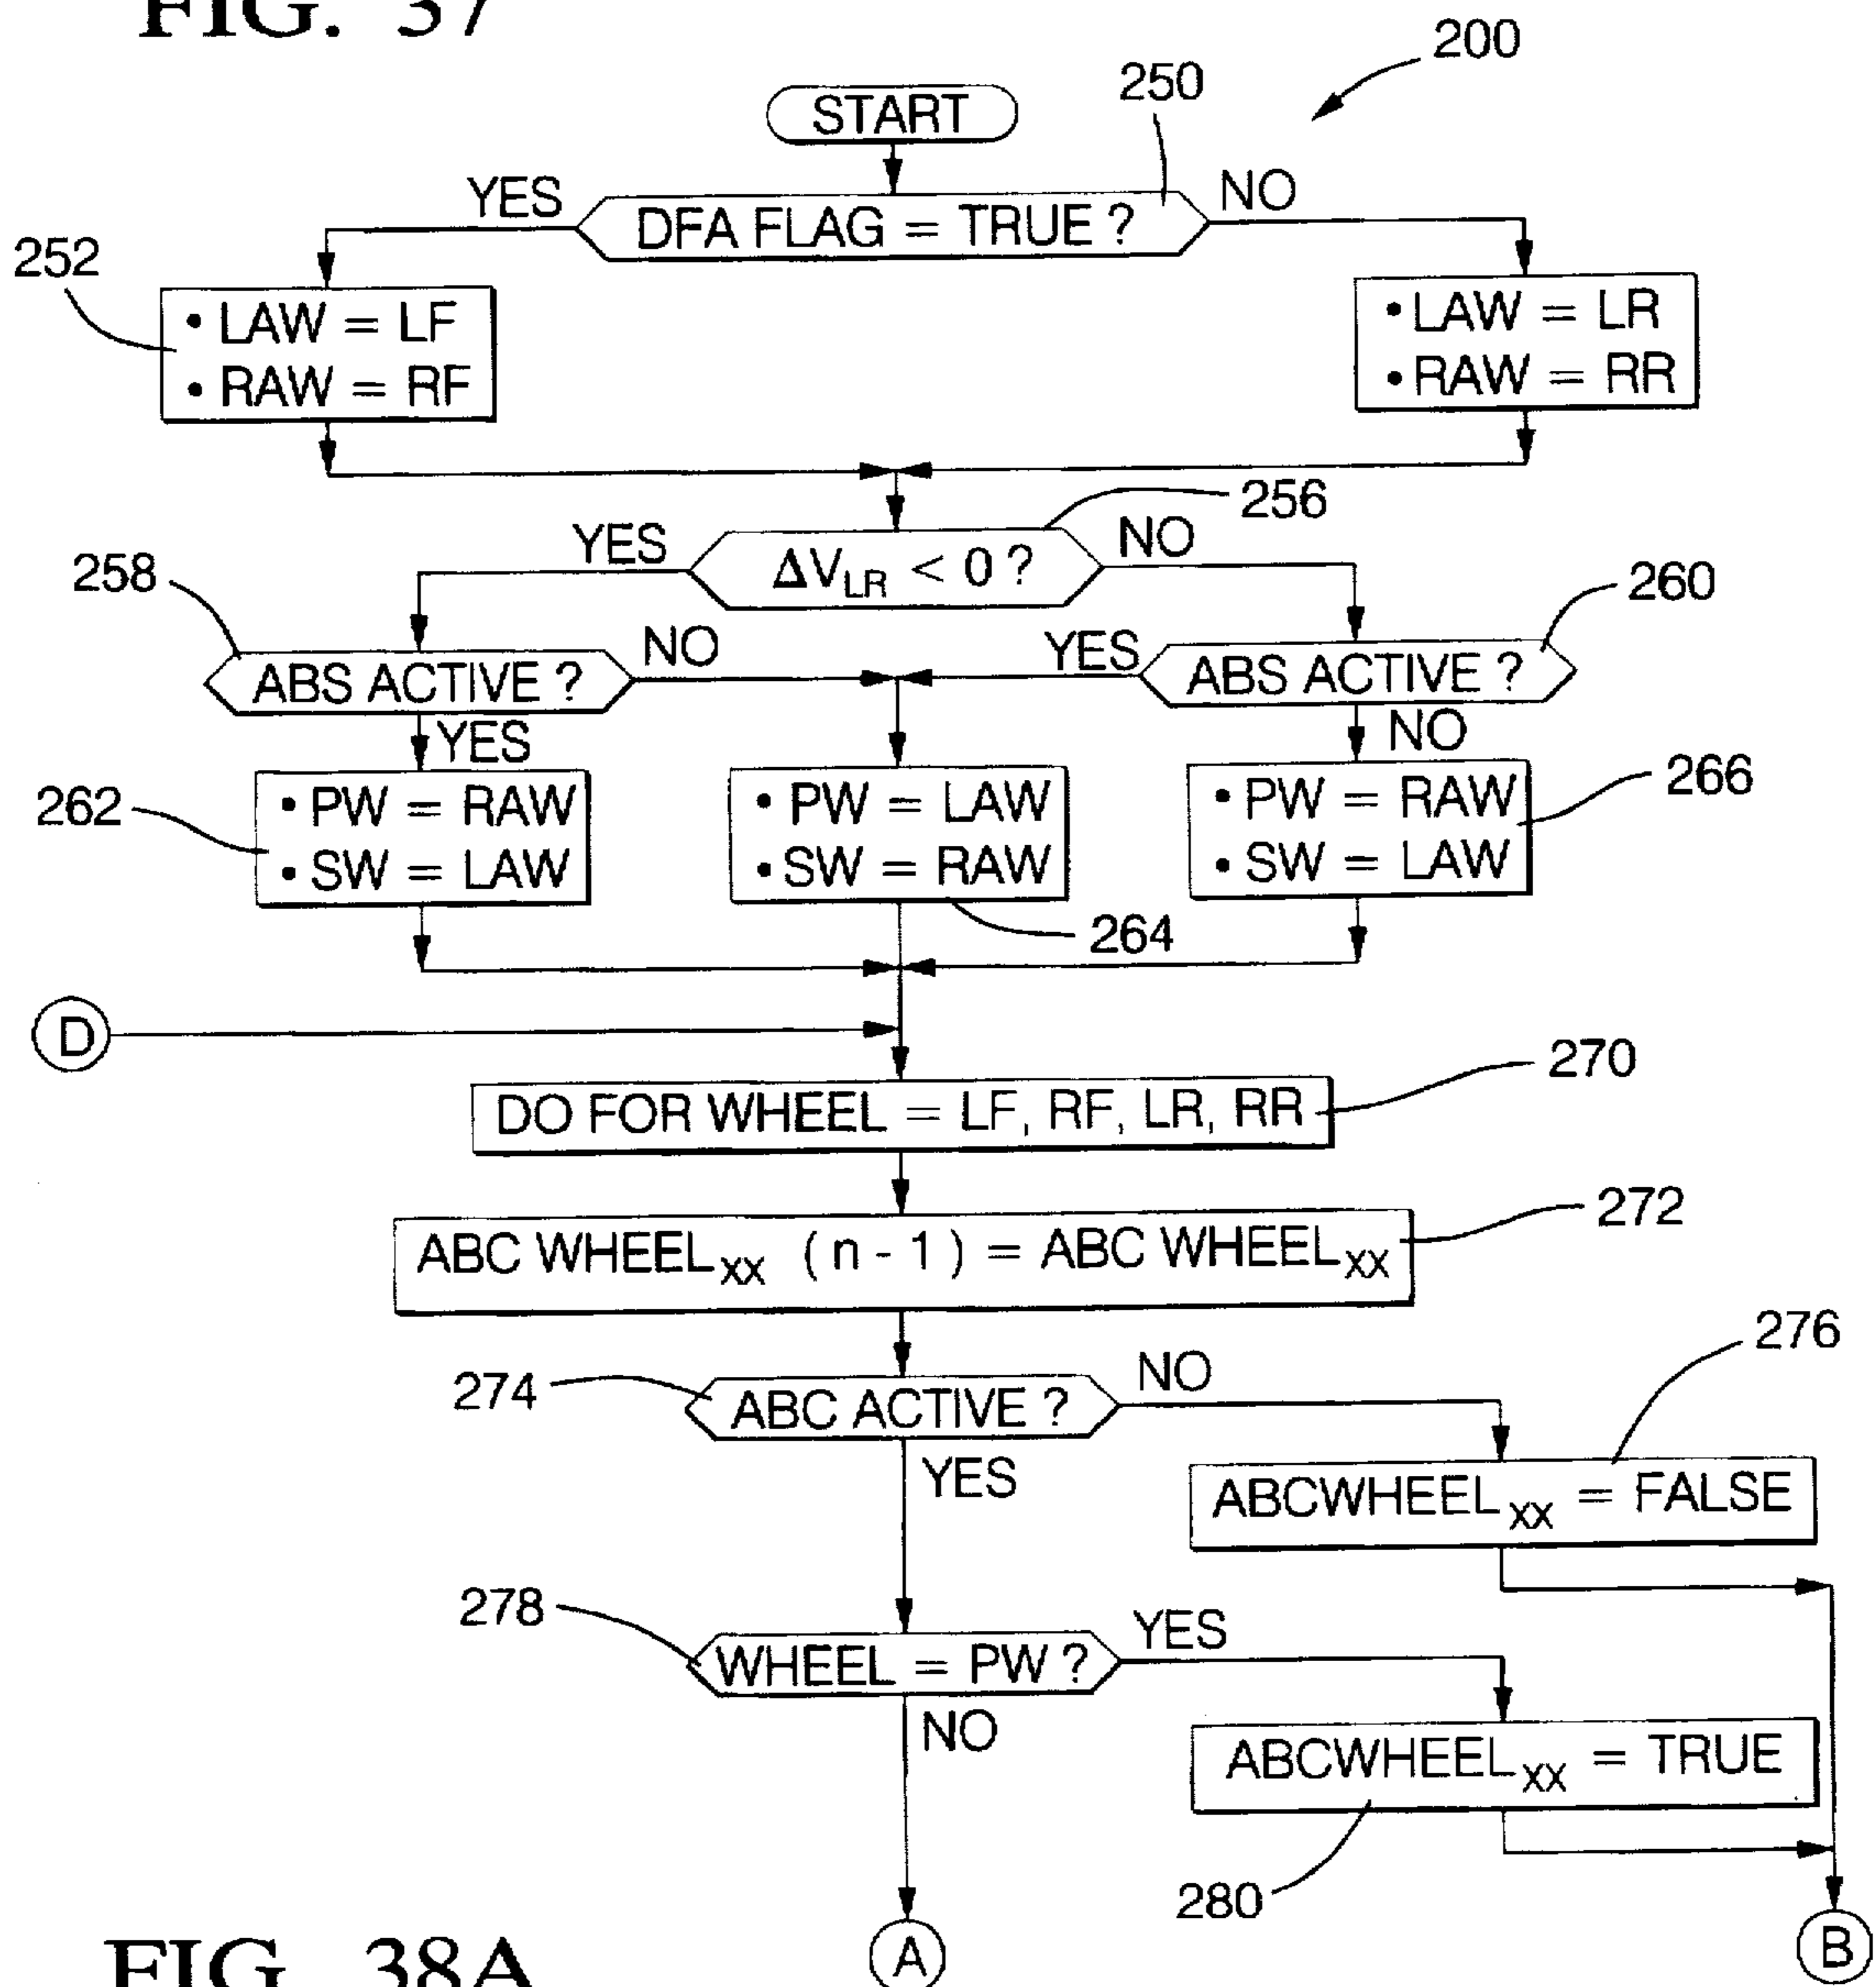 FIG. 37
200
250
START
YES
NO
DFA FLAG = TRUE ?
252
• LAW = LF
• RAW = RF
• LAW = LR
• RAW = RR
256
YES
NO
ΔV_LR < 0 ?
258
260
NO
YES
ABS ACTIVE ?
ABS ACTIVE ?
YES
NO
262
• PW = RAW
• SW = LAW
• PW = LAW
• SW = RAW
• PW = RAW
• SW = LAW
266
264
D
270
DO FOR WHEEL = LF, RF, LR, RR
272
ABC WHEEL_XX ( n - 1 ) = ABC WHEEL_XX
276
274
NO
ABC ACTIVE ?
YES
ABCWHEEL_XX = FALSE
278
YES
WHEEL = PW ?
NO
ABCWHEEL_XX = TRUE
280
A
B
FIG. 38A